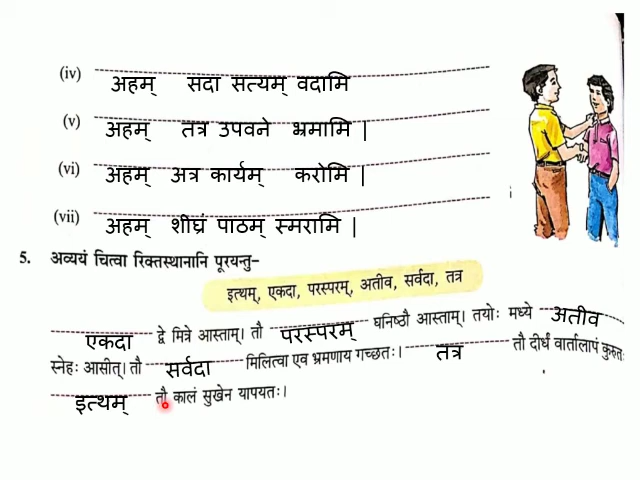 (iv) अहम् सदा सत्यम् वदामि
(v) अहम् तत्र उपवने भ्रमामि |
(vi) अहम् अत्र कार्यम् करोमि |
(vii) अहम् शीघ्रं पाठम् स्मरामि |
5. अव्ययं चित्वा रिक्तस्थानानि पूरयन्तु–
इत्थम्, एकदा, परस्परम्, अतीव, सर्वदा, तत्र
एकदा द्वे मित्रे आस्ताम्। तौ परस्परम् घनिष्ठौ आस्ताम्। तयोः मध्ये अतीव
स्नेहः आसीत्। तौ सर्वदा मिलित्वा एव भ्रमणाय गच्छतः। तत्र तौ दीर्घं वार्तालापं कुरुतः
इत्थम् तौ कालं सुखेन यापयतः।